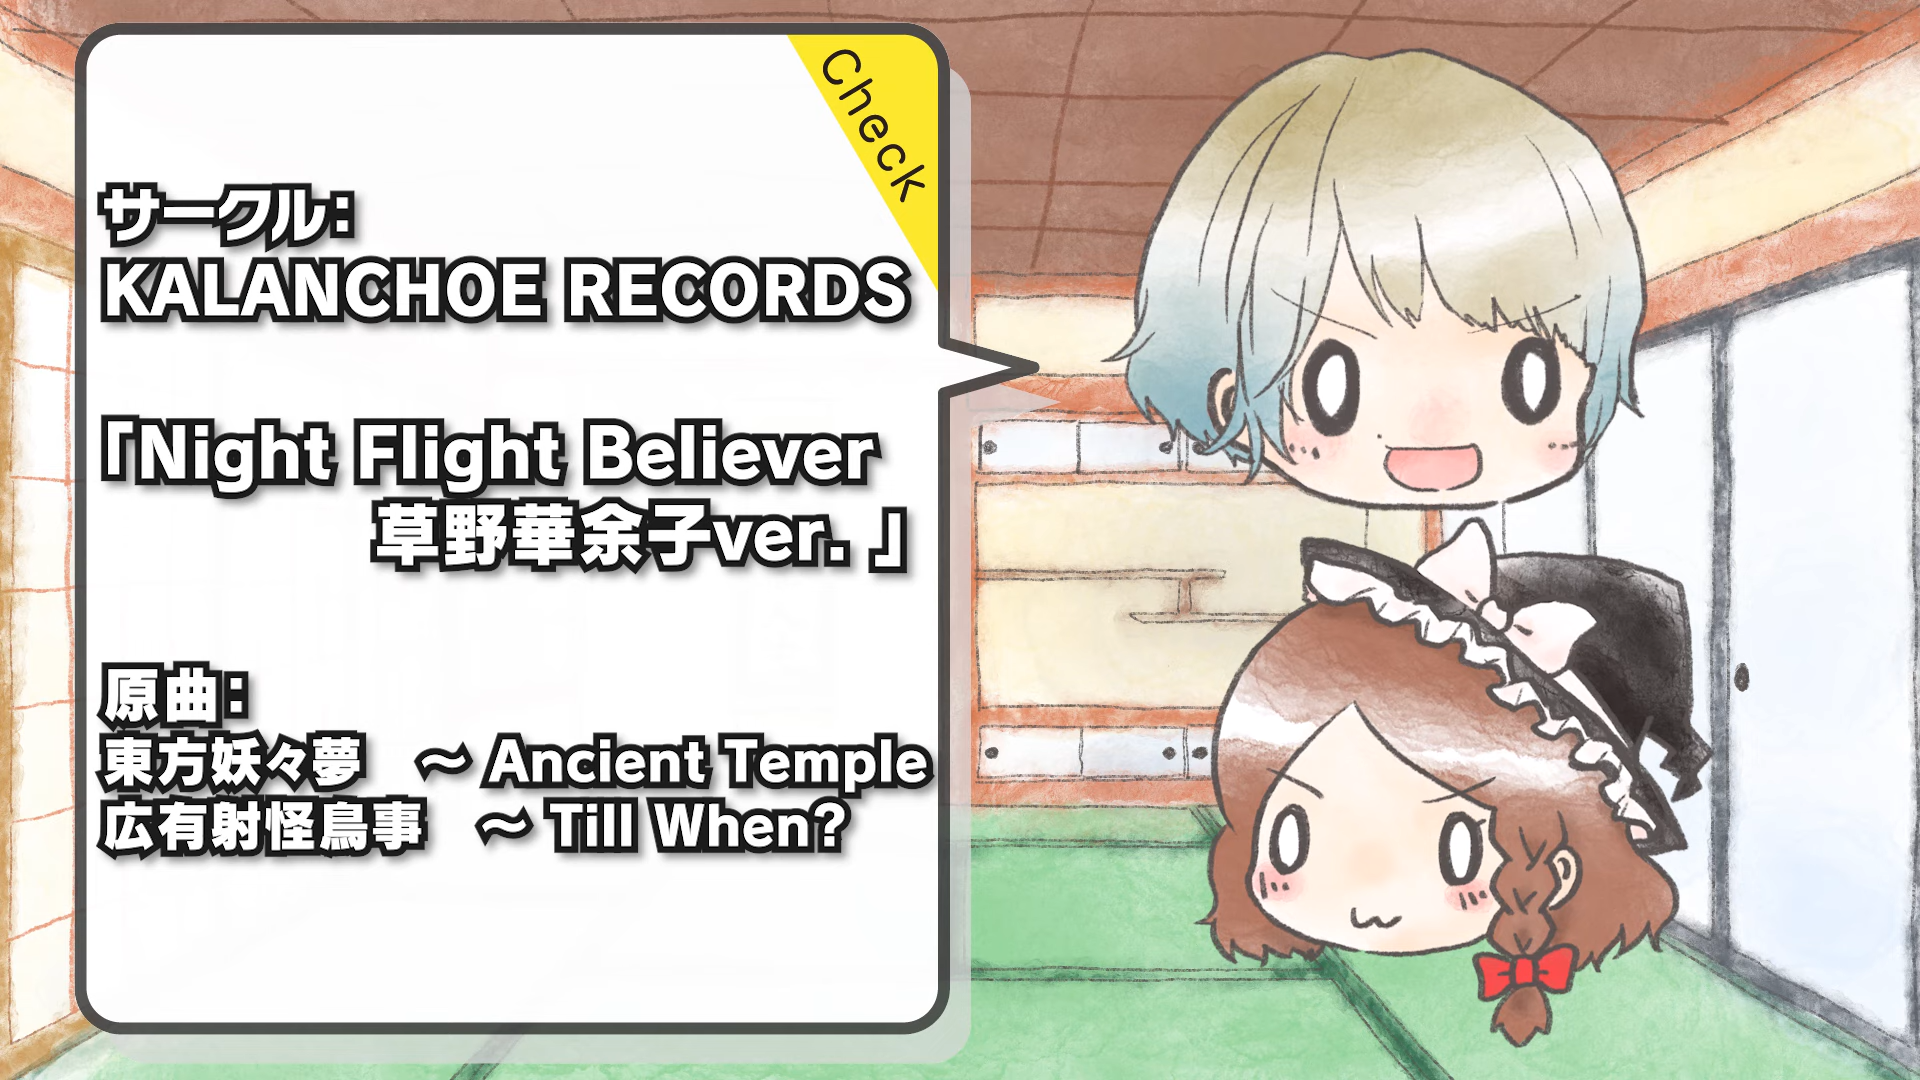 Check
サークル：
KALANCHOE RECORDS
「Night Flight Believer
草野華余子ver. 」
原曲：
東方妖々夢　～ Ancient Temple
広有射怪鳥事　～ Till When?